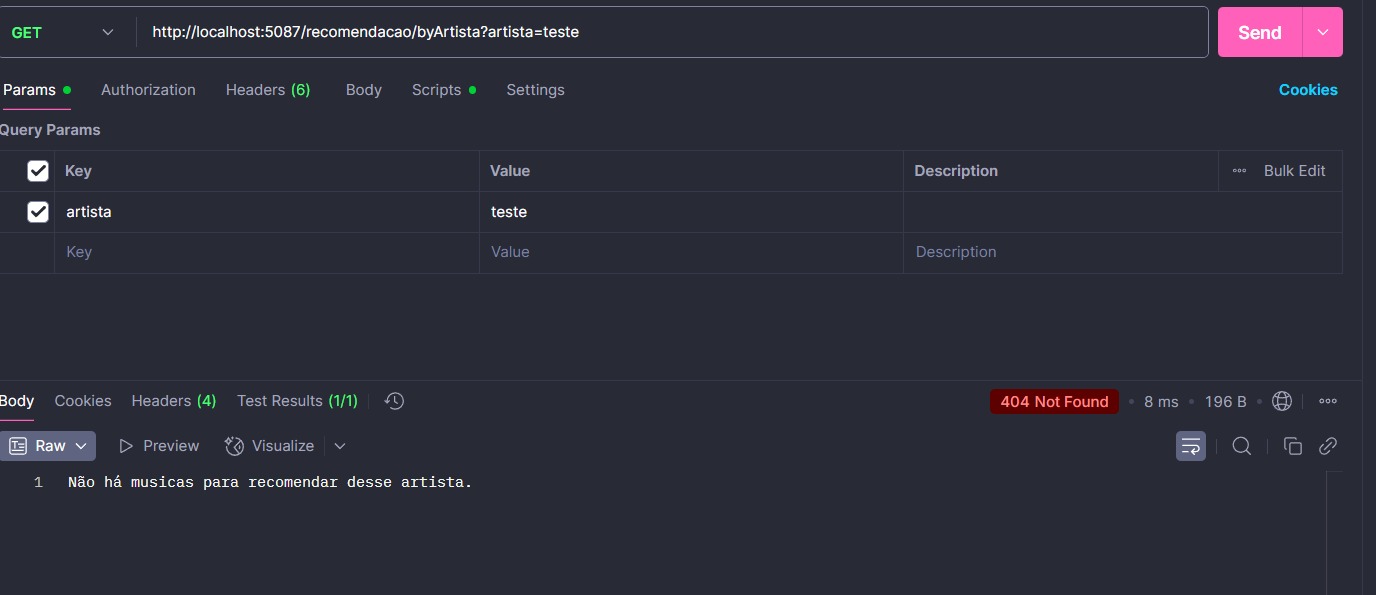 GET http://localhost:5087/recomendacao/byArtista?artista=teste Send
Params Authorization Headers (6) Body Scripts Settings Cookies
Query Params
Key Value Description Bulk Edit
artista teste
Key Value Description
Body Cookies Headers (4) Test Results (1/1) 404 Not Found 8 ms 196 B
Raw Preview Visualize
1 Não há musicas para recomendar desse artista.